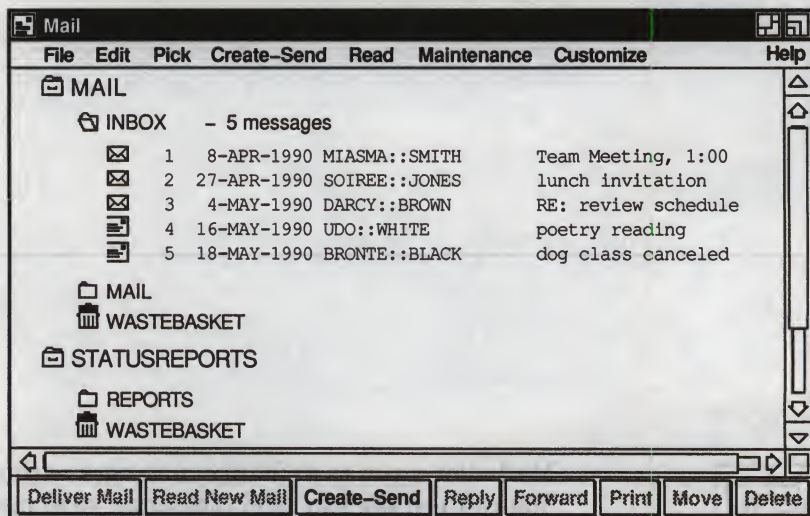 Mail
File Edit Pick Create–Send Read Maintenance Customize Help
MAIL
INBOX – 5 messages
1 8-APR-1990 MIASMA::SMITH Team Meeting, 1:00
2 27-APR-1990 SOIREE::JONES lunch invitation
3 4-MAY-1990 DARCY::BROWN RE: review schedule
4 16-MAY-1990 UDO::WHITE poetry reading
5 18-MAY-1990 BRONTE::BLACK dog class canceled
MAIL
WASTEBASKET
STATUSREPORTS
REPORTS
WASTEBASKET
Deliver Mail Read New Mail Create–Send Reply Forward Print Move Delete